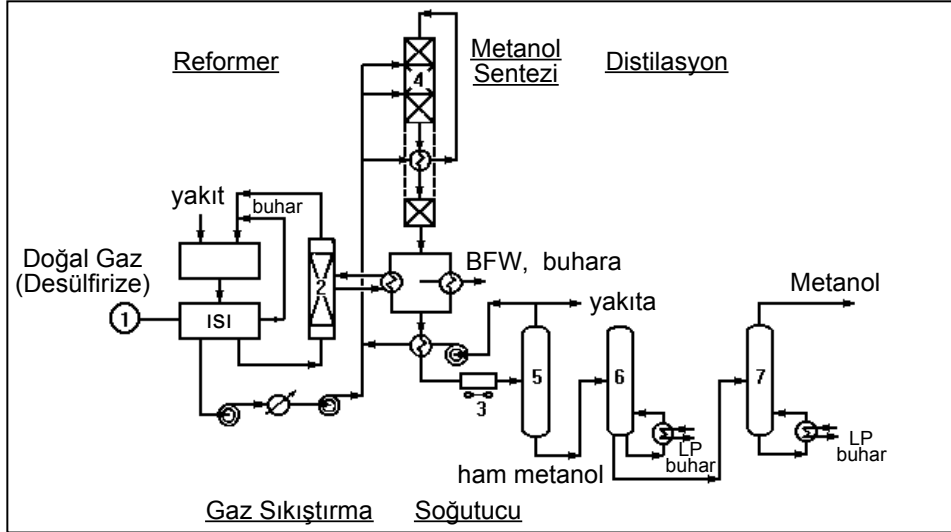 Reformer
Metanol
Sentezi
Distilasyon
4
yakıt
buhar
Doğal Gaz
(Desülfirize)
BFW, buhara
2
yakıta
Metanol
1
ISI
5
6
7
3
LP
buhar
LP
buhar
ham metanol
Gaz Sıkıştırma
Soğutucu